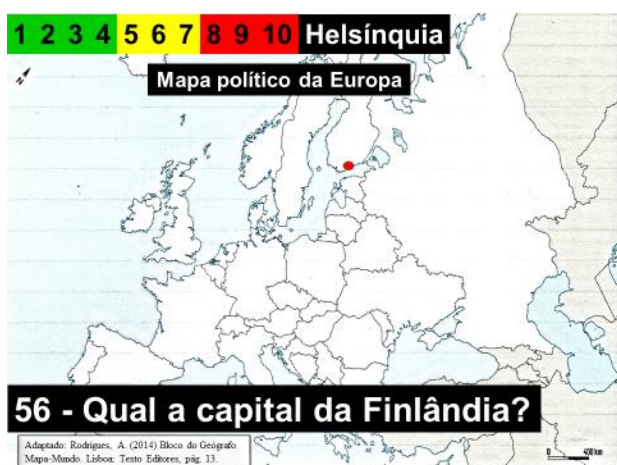 1 2 3 4 5 6 7 8 9 10 Helsínquia
N
Mapa político da Europa
56 - Qual a capital da Finlândia?
Adaptado: Rodrigues, A. (2014) Bloco do Geógrafo
Mapa-Mundo. Lisboa: Texto Editores, pág. 13.
0 400 km